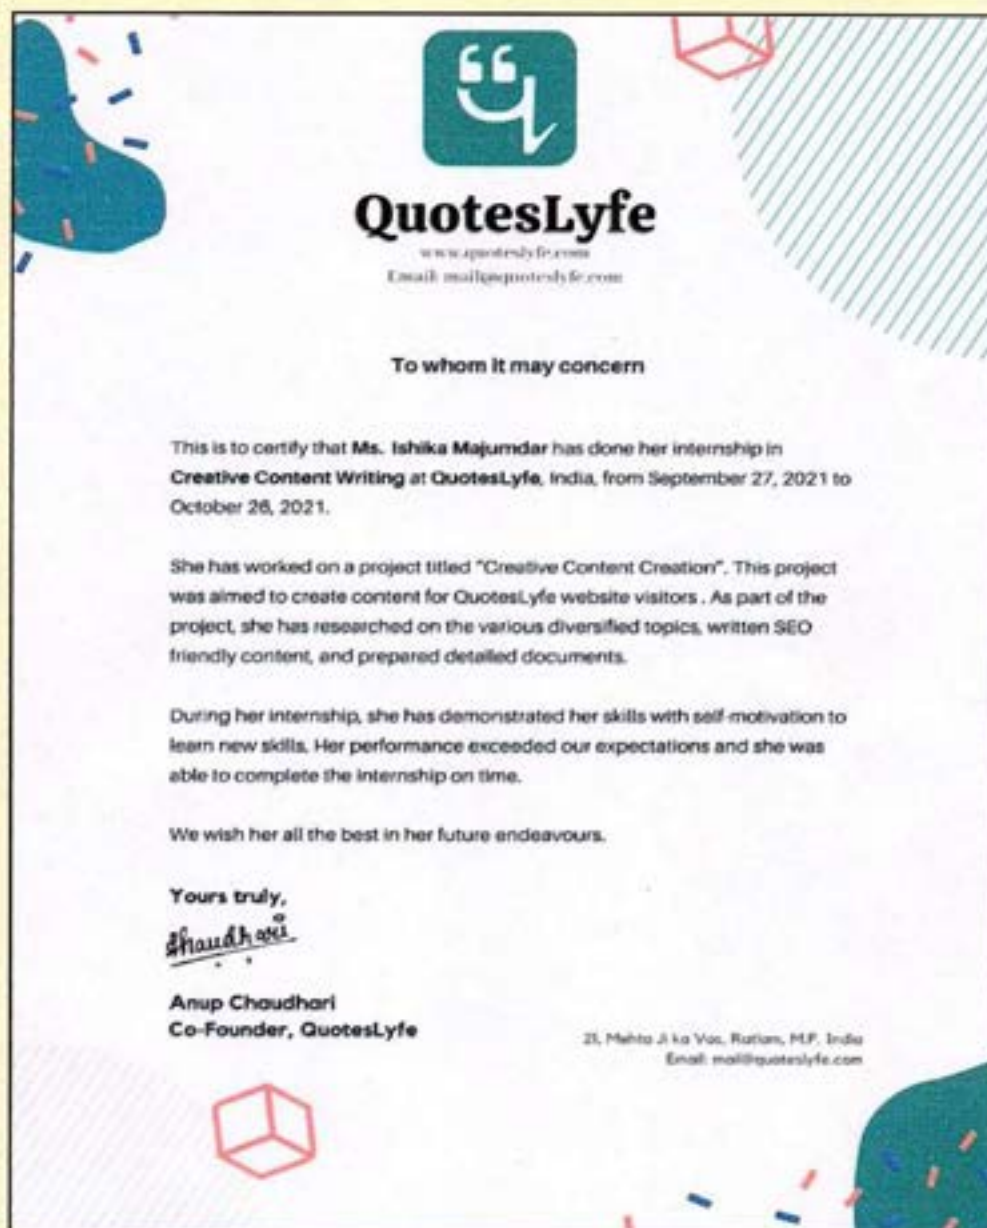 QuotesLyfe
www.quoteslyfe.com
Email: mail@quoteslyfe.com
To whom it may concern
This is to certify that Ms. Ishika Majumdar has done her internship in
Creative Content Writing at QuotesLyfe, India, from September 27, 2021 to
October 26, 2021.
She has worked on a project titled "Creative Content Creation". This project
was aimed to create content for QuotesLyfe website visitors . As part of the
project, she has researched on the various diversified topics, written SEO
friendly content, and prepared detailed documents.
During her internship, she has demonstrated her skills with self-motivation to
learn new skills. Her performance exceeded our expectations and she was
able to complete the internship on time.
We wish her all the best in her future endeavours.
Yours truly,
Chaudhari
Anup Chaudhari
Co-Founder, QuotesLyfe
21, Mehta Ji ka Vas, Ratlam, M.P. India
Email: mail@quoteslyfe.com